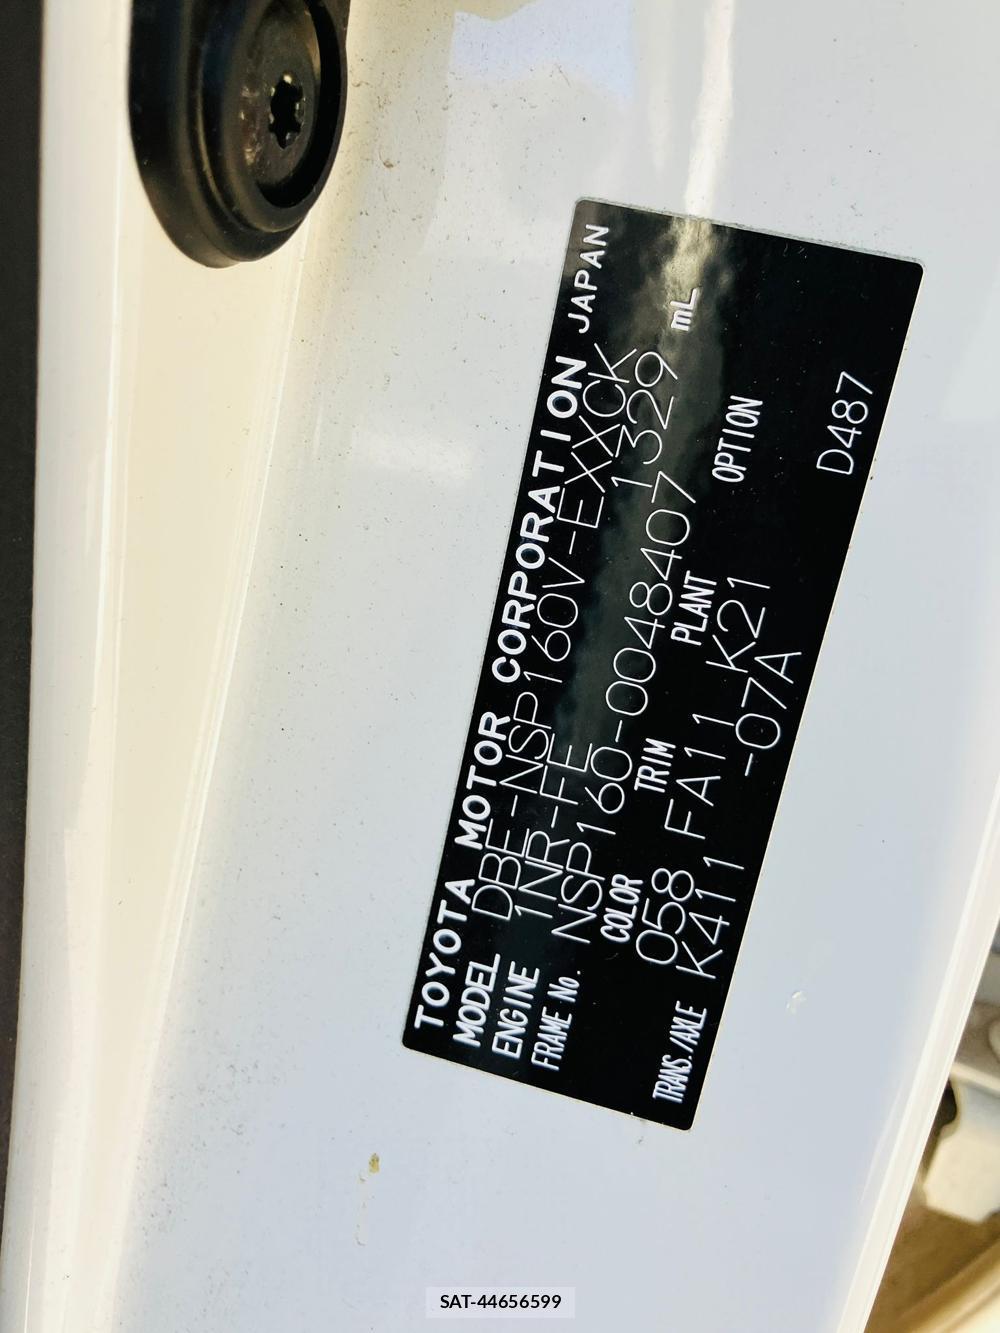 TOYOTA MOTOR CORPORATION JAPAN
MODEL DBE-NSP160V-EXXCK
ENGINE 1NR-FE 1329 mL
FRAME No. NSP160-0048407
COLOR TRIM PLANT OPTION
058 FA11 K21
TRANS./AXLE K411 -07A D487
SAT-44656599